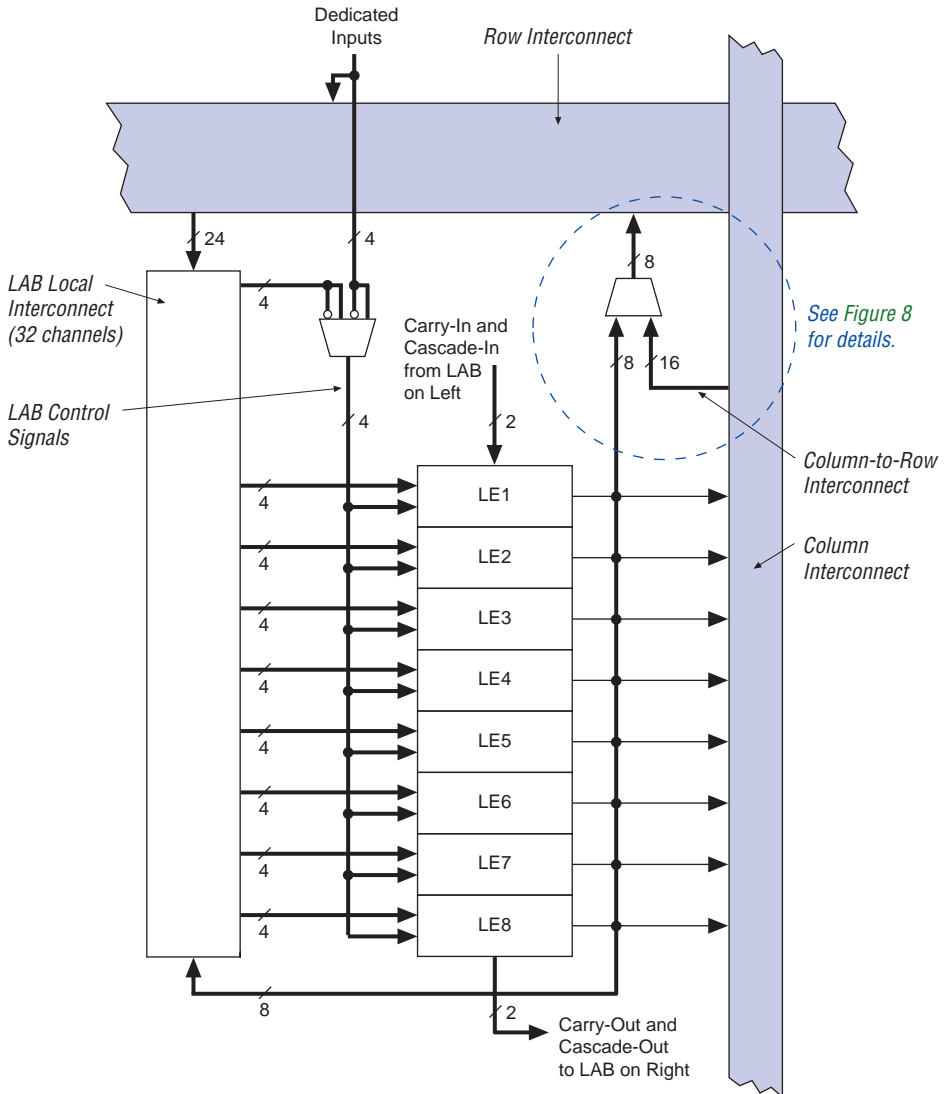 Dedicated
Inputs
Row Interconnect
24
4
8
LAB Local
Interconnect
(32 channels)
4
See Figure 8
for details.
Carry-In and
Cascade-In
from LAB
on Left
8
16
LAB Control
Signals
4
2
Column-to-Row
Interconnect
4
LE1
4
LE2
Column
Interconnect
4
LE3
4
LE4
4
LE5
4
LE6
4
LE7
4
LE8
8
2
Carry-Out and
Cascade-Out
to LAB on Right